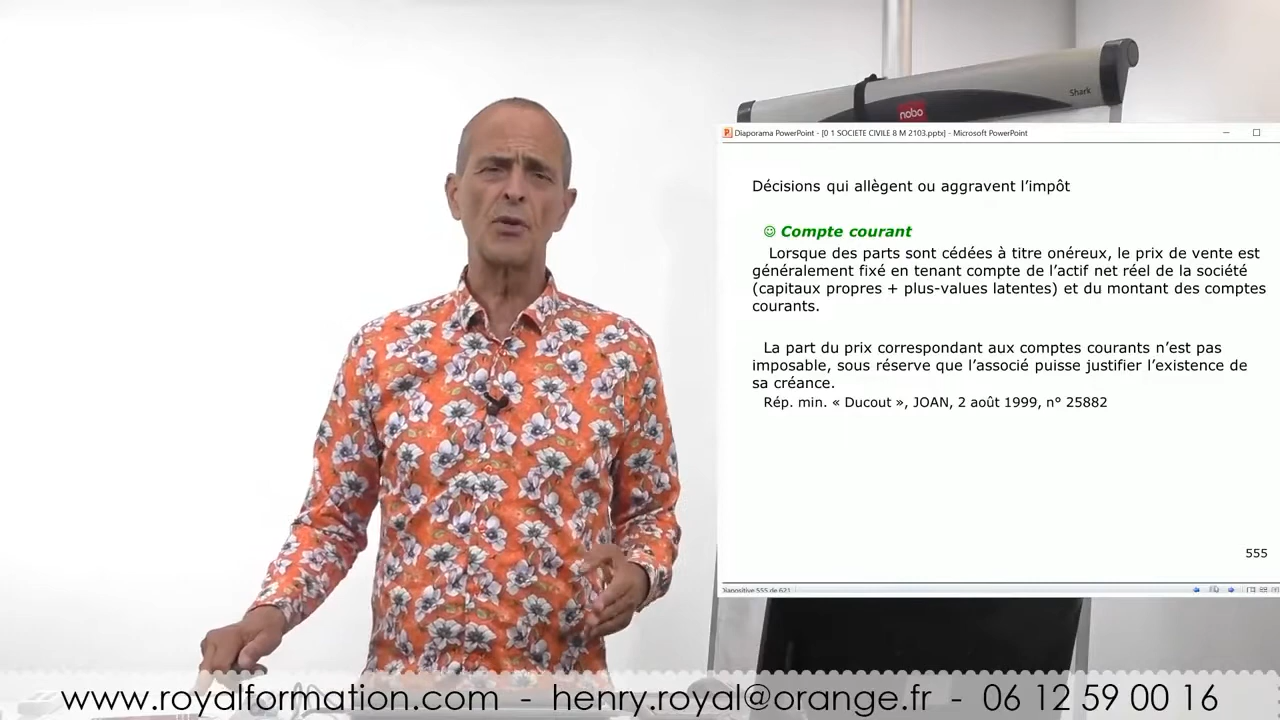 Shark
nobo
Diaporama PowerPoint - [0 1 SOCIETE CIVILE 8 M 2103.pptx] - Microsoft PowerPoint
Décisions qui allègent ou aggravent l’impôt
☺ Compte courant
Lorsque des parts sont cédées à titre onéreux, le prix de vente est
généralement fixé en tenant compte de l’actif net réel de la société
(capitaux propres + plus-values latentes) et du montant des comptes
courants.
La part du prix correspondant aux comptes courants n’est pas
imposable, sous réserve que l’associé puisse justifier l’existence de
sa créance.
Rép. min. « Ducout », JOAN, 2 août 1999, n° 25882
555
Diapositive 555 de 621
www.royalformation.com - henry.royal@orange.fr - 06 12 59 00 16